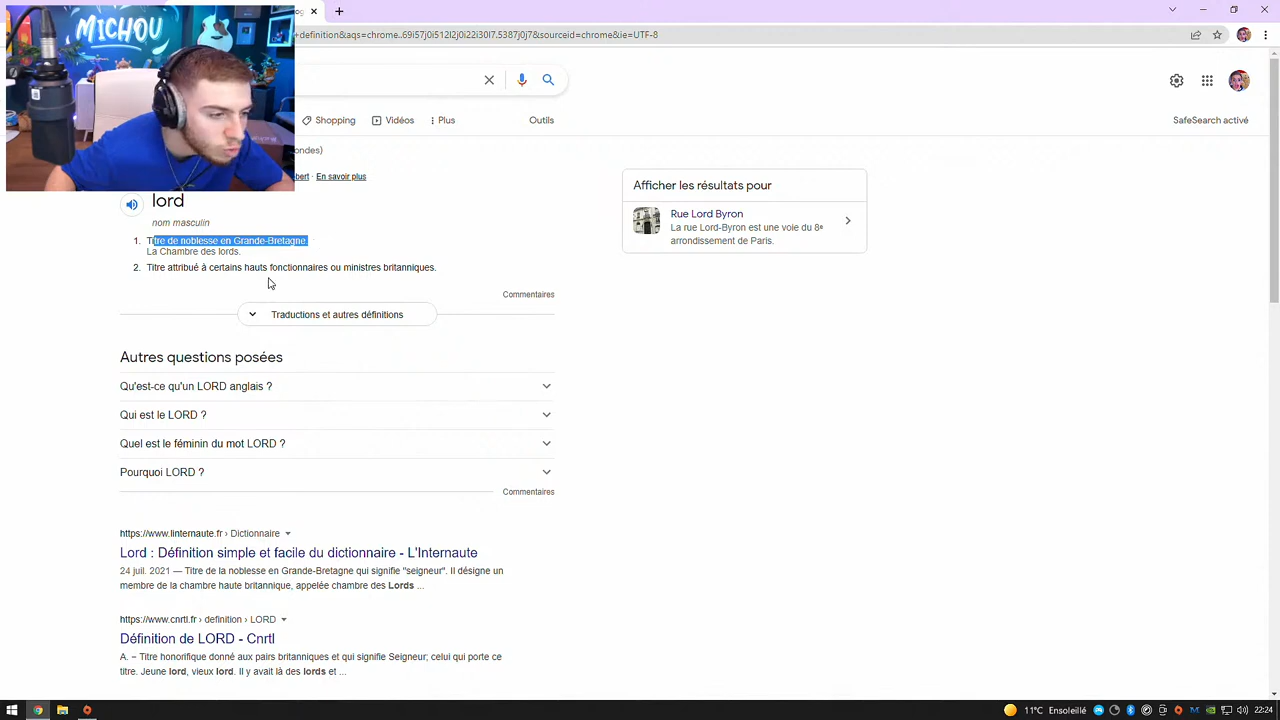 MICHOU
og
+definition&aqs=chrome..69i57j0i512l2j0i22i30l7.5387j0j7&sourceid=chrome&ie=UTF-8
Shopping Vidéos Plus Outils SafeSearch activé
ondes)
bert · En savoir plus
lord
nom masculin
1. Titre de noblesse en Grande-Bretagne.
La Chambre des lords.
2. Titre attribué à certains hauts fonctionnaires ou ministres britanniques.
Commentaires
Traductions et autres définitions
Afficher les résultats pour
Rue Lord Byron
La rue Lord-Byron est une voie du 8ᵉ
arrondissement de Paris.
Autres questions posées
Qu'est-ce qu'un LORD anglais ?
Qui est le LORD ?
Quel est le féminin du mot LORD ?
Pourquoi LORD ?
Commentaires
https://www.linternaute.fr › Dictionnaire
Lord : Définition simple et facile du dictionnaire - L'Internaute
24 juil. 2021 — Titre de la noblesse en Grande-Bretagne qui signifie "seigneur". Il désigne un
membre de la chambre haute britannique, appelée chambre des Lords ...
https://www.cnrtl.fr › definition › LORD
Définition de LORD - Cnrtl
A. − Titre honorifique donné aux pairs britanniques et qui signifie Seigneur; celui qui porte ce
titre. Jeune lord, vieux lord. Il y avait là des lords et ...
11°C Ensoleillé 22:24